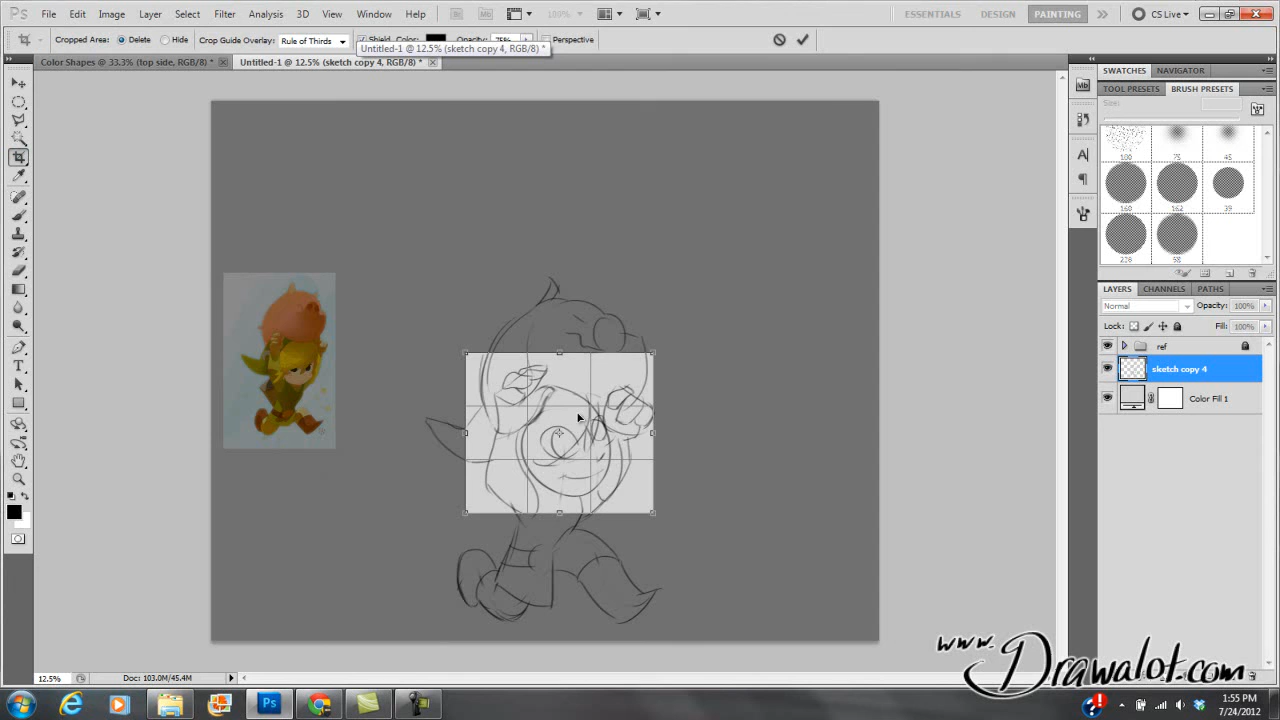 Ps File Edit Image Layer Select Filter Analysis 3D View Window Help Br Mb 100% ESSENTIALS DESIGN PAINTING CS Live
Cropped Area: Delete Hide Crop Guide Overlay: Rule of Thirds Shield Color: Opacity: 75% Perspective
Untitled-1 @ 12.5% (sketch copy 4, RGB/8) *
Color Shapes @ 33.3% (top side, RGB/8) * Untitled-1 @ 12.5% (sketch copy 4, RGB/8) *
SWATCHES NAVIGATOR
TOOL PRESETS BRUSH PRESETS
Size:
100 75 45
160 162 39
226 68
LAYERS CHANNELS PATHS
Normal Opacity: 100%
Lock: Fill: 100%
ref
sketch copy 4
Color Fill 1
www.
Drawalot.com
12.5% Doc: 103.0M/45.4M
1:55 PM
7/24/2012